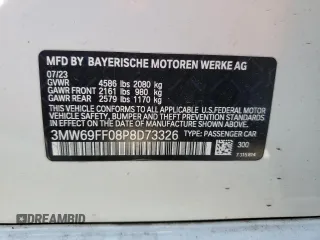 MFD BY BAYERISCHE MOTOREN WERKE AG
07/23
GVWR 4586 lbs 2080 kg
GAWR FRONT 2161 lbs 980 kg
GAWR REAR 2579 lbs 1170 kg
THIS VEHICLE CONFORMS TO ALL APPLICABLE FEDERAL MOTOR VEHICLE
SAFETY, BUMPER AND THEFT PREVENTION STANDARDS IN EFFECT
ON THE DATE OF MANUFACTURE SHOWN ABOVE.
3MW69FF08P8D73326 PASSENGER CAR
300
DREAMBID